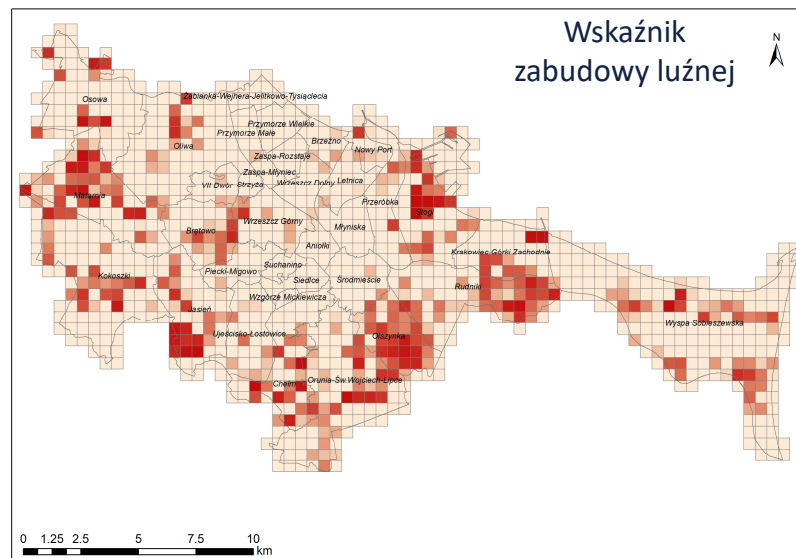 Wskaźnik
zabudowy luźnej
N
Osowa
Żabianka-Wejhera-Jelitkowo-Tysiąclecia
Przymorze Wielkie
Przymorze Małe
Oliwa
Brzeźno
Nowy Port
Zaspa-Rozstaje
Zaspa-Młyniec
VII Dwór
Strzyża
Wrzeszcz Dolny
Letnica
Matarnia
Przeróbka
Stogi
Wrzeszcz Górny
Młyniska
Brętowo
Aniołki
Krakowiec-Górki Zachodnie
Suchanino
Piecki-Migowo
Kokoszki
Siedlce
Śródmieście
Rudniki
Wzgórze Mickiewicza
Jasień
Wyspa Sobieszewska
Ujeścisko-Łostowice
Olszynka
Chełm
Orunia-Św.Wojciech-Lipce
0 1.25 2.5 5 7.5 10
km